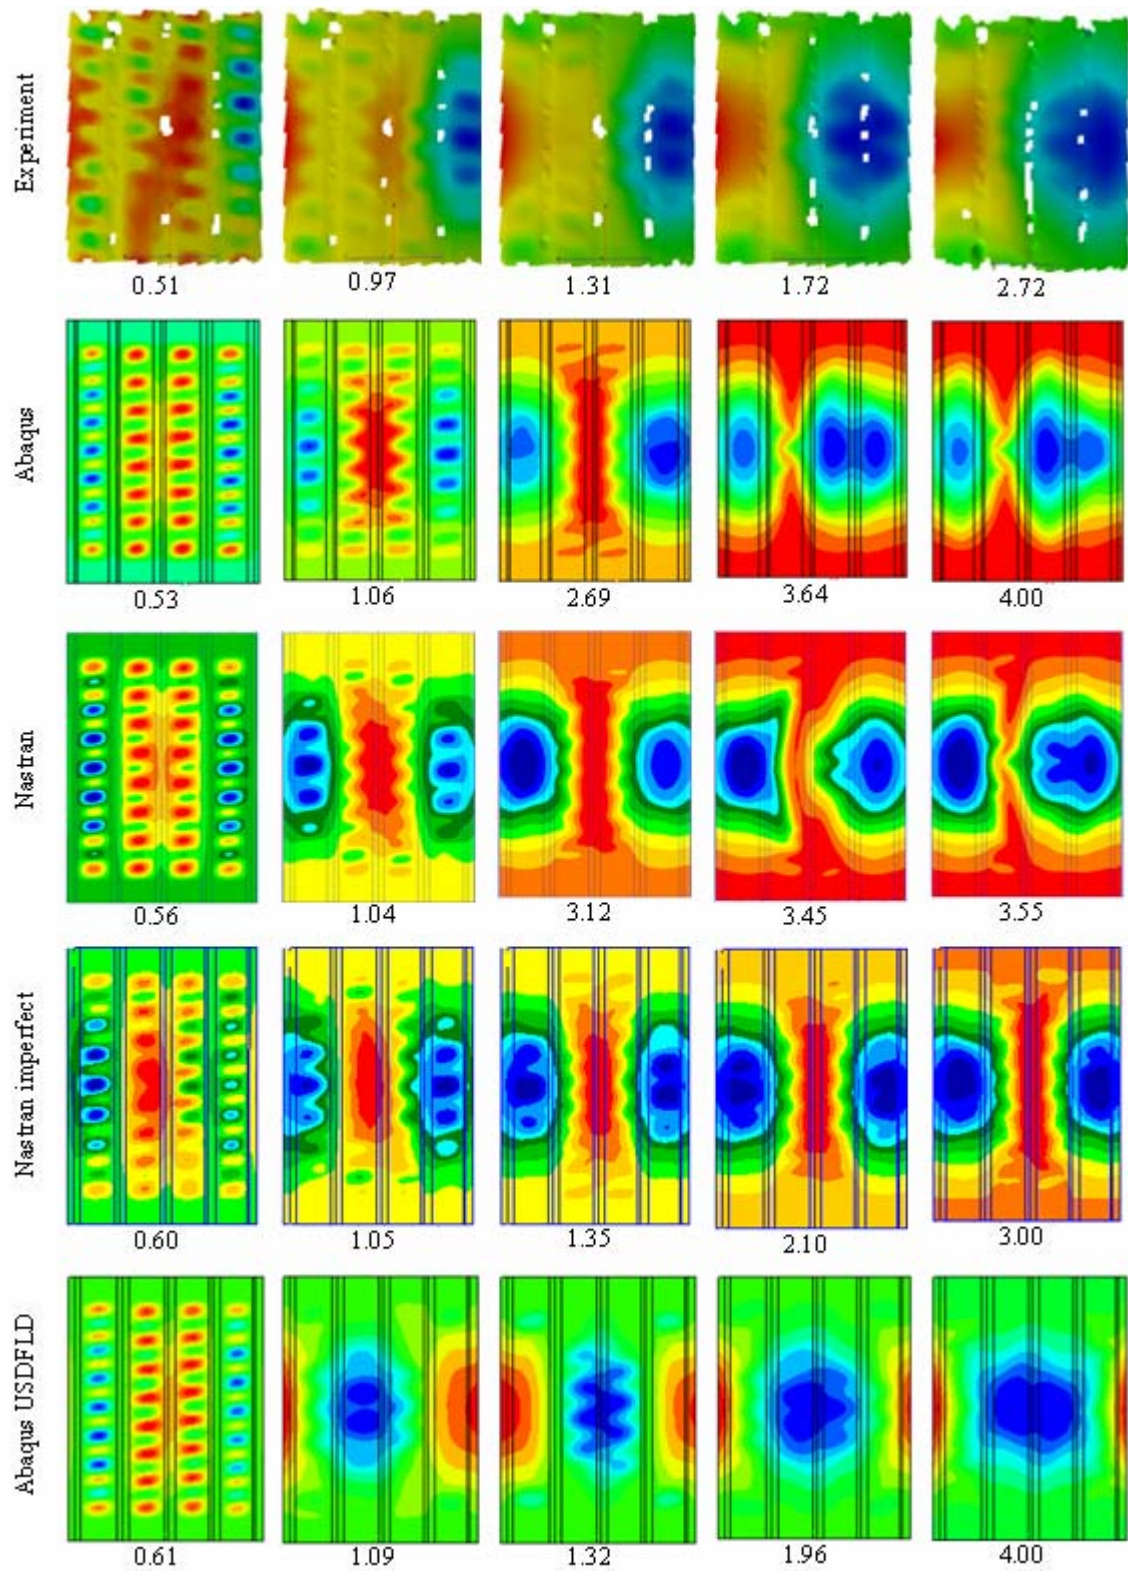 Experiment
0.51 0.97 1.31 1.72 2.72
Abaqus
0.53 1.06 2.69 3.64 4.00
Nastran
0.56 1.04 3.12 3.45 3.55
Nastran imperfect
0.60 1.05 1.35 2.10 3.00
Abaqus USDFLD
0.61 1.09 1.32 1.96 4.00